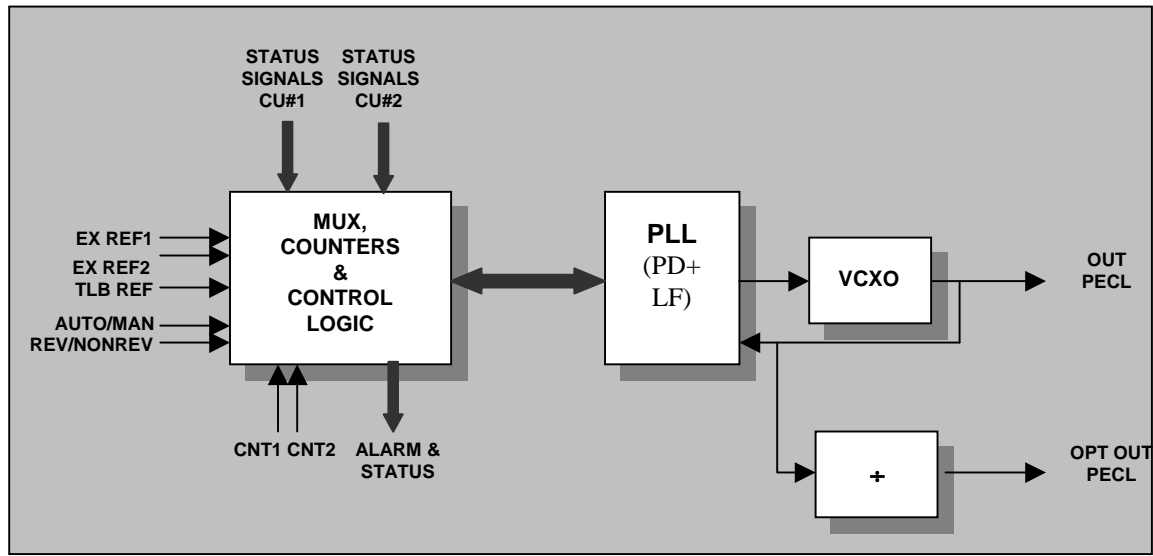 STATUS
SIGNALS
CU#1
STATUS
SIGNALS
CU#2
EX REF1
EX REF2
TLB REF
AUTO/MAN
REV/NONREV
MUX,
COUNTERS
&
CONTROL
LOGIC
CNT1 CNT2
ALARM &
STATUS
PLL
(PD+
LF)
VCXO
OUT
PECL
÷
OPT OUT
PECL